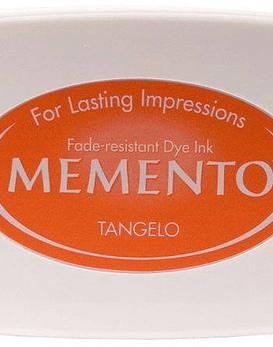 For Lasting Impressions
Fade-resistant Dye Ink
MEMENTO
TANGELO